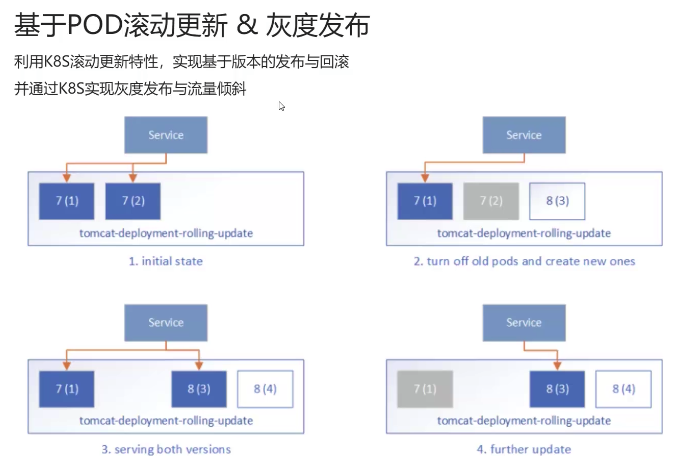 基于POD滚动更新 & 灰度发布
利用K8S滚动更新特性，实现基于版本的发布与回滚
并通过K8S实现灰度发布与流量倾斜
Service
7 (1)
7 (2)
tomcat-deployment-rolling-update
1. initial state
Service
7 (1)
7 (2)
8 (3)
tomcat-deployment-rolling-update
2. turn off old pods and create new ones
Service
7 (1)
8 (3)
8 (4)
tomcat-deployment-rolling-update
3. serving both versions
Service
7 (1)
8 (3)
8 (4)
tomcat-deployment-rolling-update
4. further update